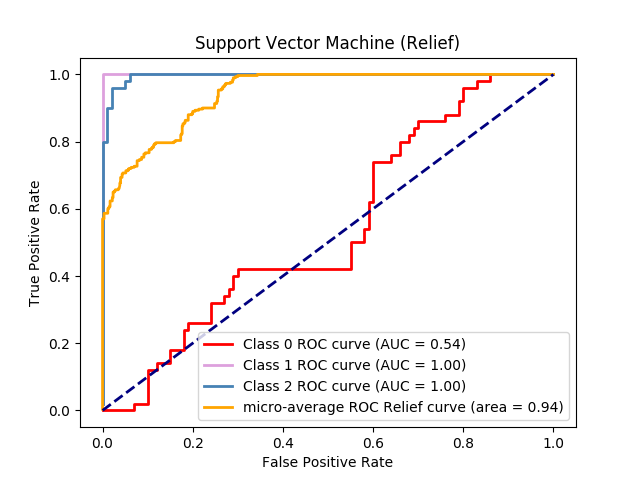 Support Vector Machine (Relief)
True Positive Rate
1.0
0.8
0.6
0.4
0.2
0.0
Class 0 ROC curve (AUC = 0.54)
Class 1 ROC curve (AUC = 1.00)
Class 2 ROC curve (AUC = 1.00)
micro-average ROC Relief curve (area = 0.94)
0.0 0.2 0.4 0.6 0.8 1.0
False Positive Rate